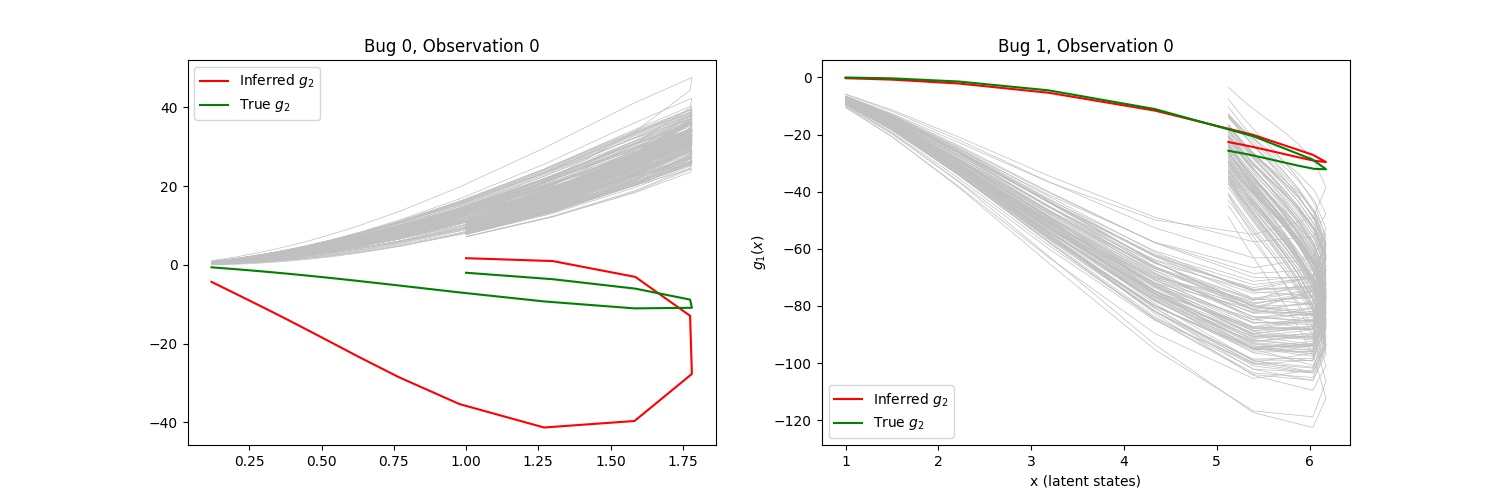 Bug 0, Observation 0
Inferred g₂
True g₂
40
20
0
−20
−40
0.25 0.50 0.75 1.00 1.25 1.50 1.75
Bug 1, Observation 0
0
−20
−40
−60
−80
−100
−120
g₁(x)
Inferred g₂
True g₂
1 2 3 4 5 6
x (latent states)